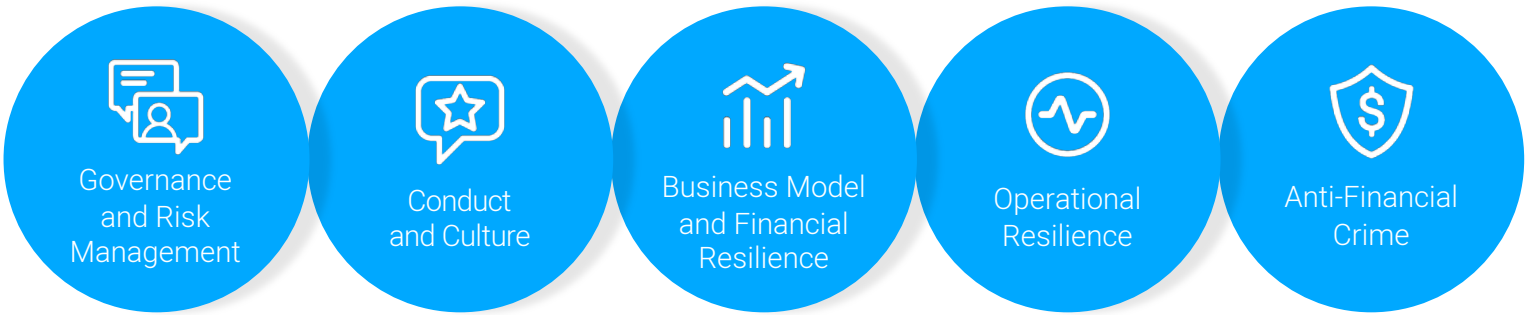 Governance
and Risk
Management
Conduct
and Culture
Business Model
and Financial
Resilience
Operational
Resilience
$
Anti-Financial
Crime